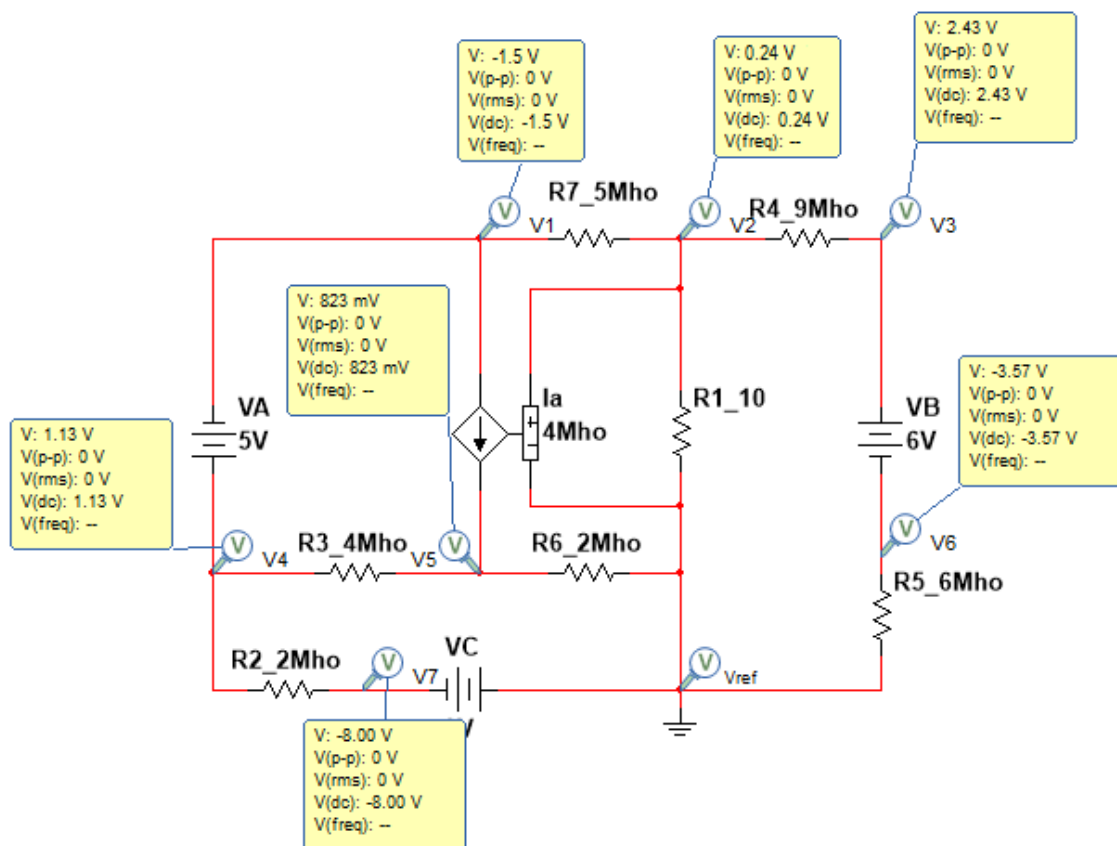 V: -1.5 V
V(p-p): 0 V
V(rms): 0 V
V(dc): -1.5 V
V(freq): --
V: 0.24 V
V(p-p): 0 V
V(rms): 0 V
V(dc): 0.24 V
V(freq): --
V: 2.43 V
V(p-p): 0 V
V(rms): 0 V
V(dc): 2.43 V
V(freq): --
R7_5Mho
R4_9Mho
V
V1
V
V2
V
V3
V: 823 mV
V(p-p): 0 V
V(rms): 0 V
V(dc): 823 mV
V(freq): --
VA
5V
Ia
4Mho
R1_10
VB
6V
V: -3.57 V
V(p-p): 0 V
V(rms): 0 V
V(dc): -3.57 V
V(freq): --
V: 1.13 V
V(p-p): 0 V
V(rms): 0 V
V(dc): 1.13 V
V(freq): --
V
V4
R3_4Mho
V5
V
R6_2Mho
V
V6
R5_6Mho
R2_2Mho
V
V7
VC
V
Vref
V: -8.00 V
V(p-p): 0 V
V(rms): 0 V
V(dc): -8.00 V
V(freq): --